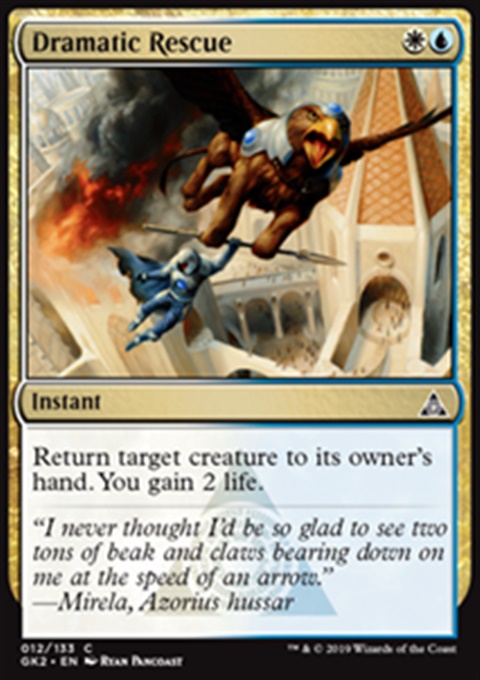 Dramatic Rescue
Instant
Return target creature to its owner's
hand. You gain 2 life.
"I never thought I'd be so glad to see two
tons of beak and claws bearing down on
me at the speed of an arrow."
—Mirela, Azorius hussar
012/133 C
GK2 • EN Ryan Pancoast
™ & © 2019 Wizards of the Coast